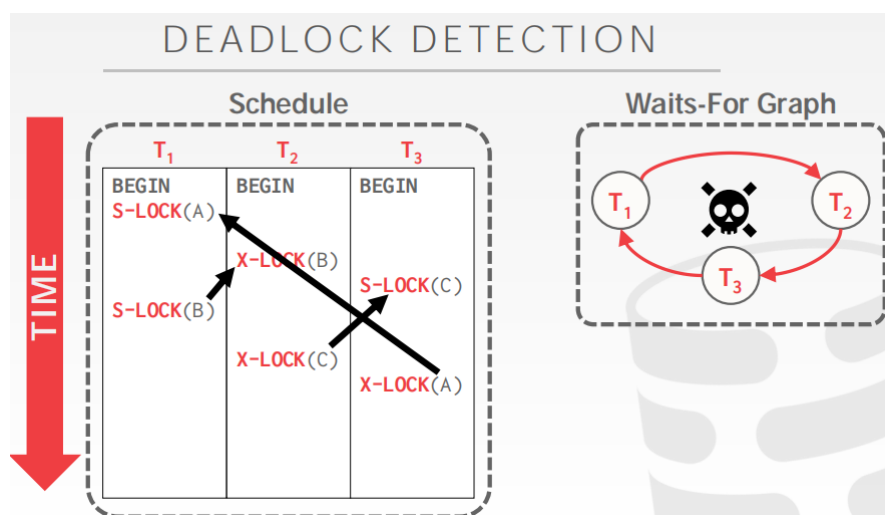 DEADLOCK DETECTION
Schedule
Waits-For Graph
TIME
T1 T2 T3
BEGIN BEGIN BEGIN
S-LOCK(A)
X-LOCK(B)
S-LOCK(C)
S-LOCK(B)
X-LOCK(C)
X-LOCK(A)
T1
T2
T3